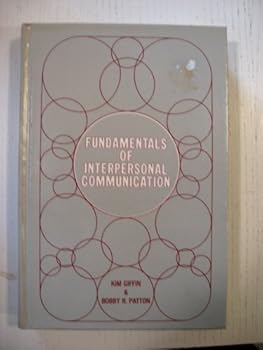 FUNDAMENTALS
OF
INTERPERSONAL
COMMUNICATION
KIM GIFFIN
&
BOBBY R. PATTON